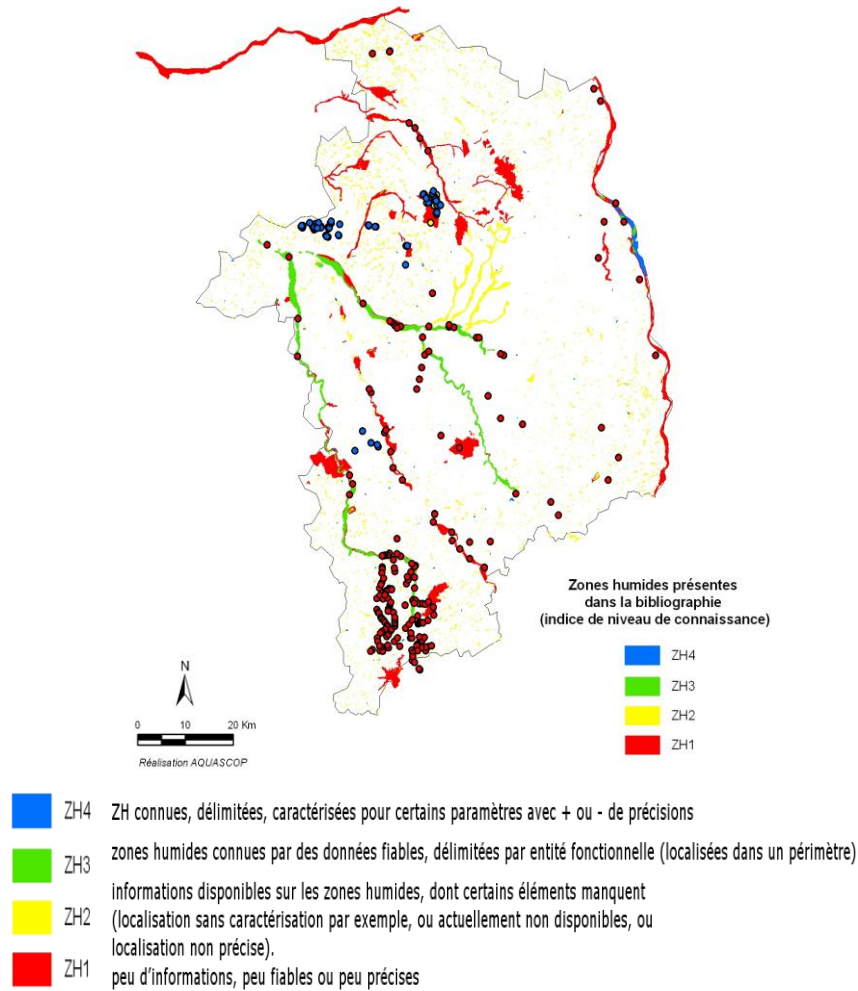 Zones humides présentes
dans la bibliographie
(indice de niveau de connaissance)
ZH4
ZH3
ZH2
ZH1
N
0 10 20 Km
Réalisation AQUASCOP
ZH4 ZH connues, délimitées, caractérisées pour certains paramètres avec + ou - de précisions
ZH3 zones humides connues par des données fiables, délimitées par entité fonctionnelle (localisées dans un périmètre)
informations disponibles sur les zones humides, dont certains éléments manquent
ZH2 (localisation sans caractérisation par exemple, ou actuellement non disponibles, ou
localisation non précise).
ZH1 peu d'informations, peu fiables ou peu précises